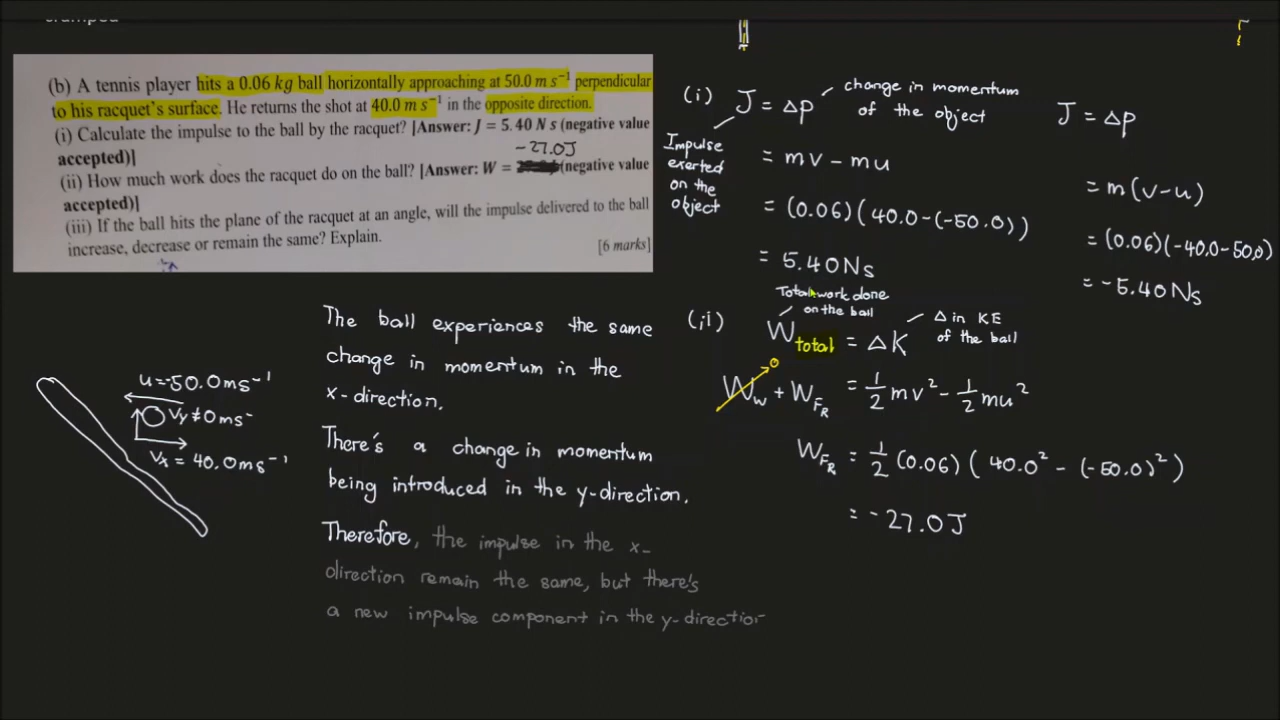 (b) A tennis player hits a 0.06 kg ball horizontally approaching at 50.0 m s⁻¹ perpendicular
to his racquet's surface. He returns the shot at 40.0 m s⁻¹ in the opposite direction.
(i) Calculate the impulse to the ball by the racquet? [Answer: J = 5.40 N s (negative value
accepted)]
-27.0J
(ii) How much work does the racquet do on the ball? [Answer: W = (negative value
accepted)]
(iii) If the ball hits the plane of the racquet at an angle, will the impulse delivered to the ball
increase, decrease or remain the same? Explain.
[6 marks]
u=-50.0ms⁻¹
Vy ≠ 0ms⁻
Vx = 40.0ms⁻¹
The ball experiences the same
change in momentum in the
x-direction.
There's a change in momentum
being introduced in the y-direction.
Therefore, the impulse in the x-
direction remain the same, but there's
a new impulse component in the y-direction
(i) J = Δp
change in momentum
of the object
Impulse
exerted
on the
object
= mv - mu
= (0.06)(40.0-(-50.0))
= 5.40Ns
J = Δp
= m(v-u)
= (0.06)(-40.0-50.0)
= -5.40Ns
Total work done
on the ball
(ii) W total = ΔK
Δ in KE
of the ball
0
W_w + W_F_R = 1/2 mv² - 1/2 mu²
W_F_R = 1/2 (0.06) (40.0² - (-50.0)²)
= -27.0J